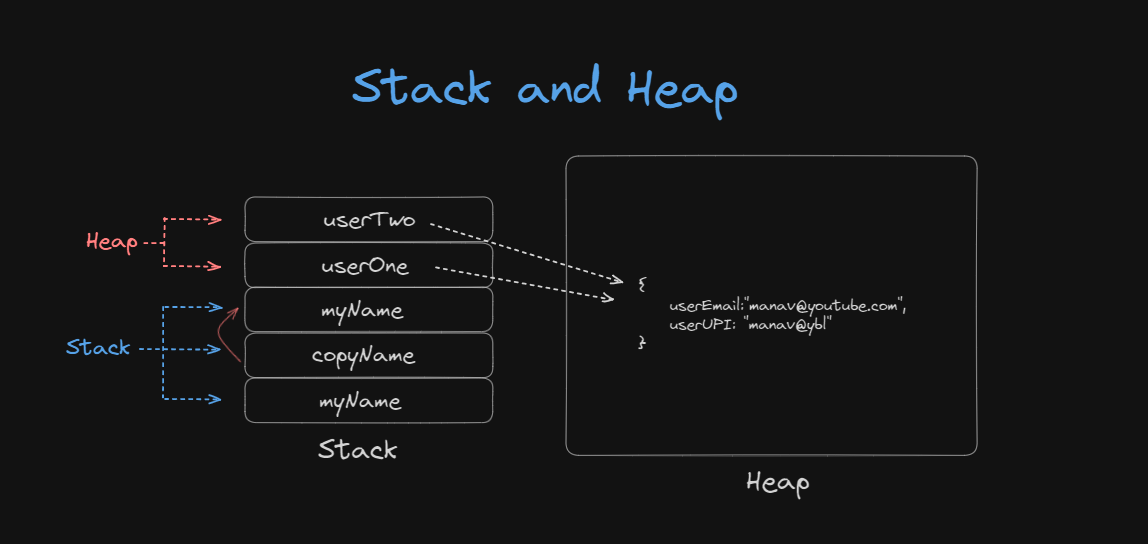 Stack and Heap
Heap
userTwo
userOne
Stack
myName
copyName
myName
Stack
{
userEmail:"manav@youtube.com",
userUPI: "manav@ybl"
}
Heap